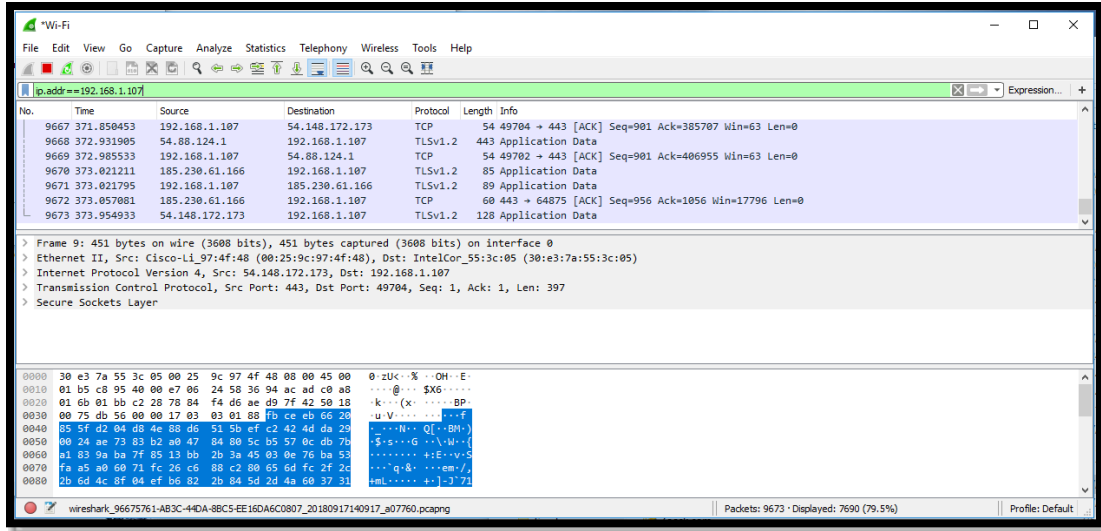 *Wi-Fi
File Edit View Go Capture Analyze Statistics Telephony Wireless Tools Help
ip.addr==192.168.1.107 Expression... +
No. Time Source Destination Protocol Length Info
9667 371.850453 192.168.1.107 54.148.172.173 TCP 54 49704 → 443 [ACK] Seq=901 Ack=385707 Win=63 Len=0
9668 372.931905 54.88.124.1 192.168.1.107 TLSv1.2 443 Application Data
9669 372.985533 192.168.1.107 54.88.124.1 TCP 54 49702 → 443 [ACK] Seq=901 Ack=406955 Win=63 Len=0
9670 373.021211 185.230.61.166 192.168.1.107 TLSv1.2 85 Application Data
9671 373.021795 192.168.1.107 185.230.61.166 TLSv1.2 89 Application Data
9672 373.057081 185.230.61.166 192.168.1.107 TCP 60 443 → 64875 [ACK] Seq=956 Ack=1056 Win=17796 Len=0
9673 373.954933 54.148.172.173 192.168.1.107 TLSv1.2 128 Application Data
> Frame 9: 451 bytes on wire (3608 bits), 451 bytes captured (3608 bits) on interface 0
> Ethernet II, Src: Cisco-Li_97:4f:48 (00:25:9c:97:4f:48), Dst: IntelCor_55:3c:05 (30:e3:7a:55:3c:05)
> Internet Protocol Version 4, Src: 54.148.172.173, Dst: 192.168.1.107
> Transmission Control Protocol, Src Port: 443, Dst Port: 49704, Seq: 1, Ack: 1, Len: 397
> Secure Sockets Layer
0000 30 e3 7a 55 3c 05 00 25 9c 97 4f 48 08 00 45 00 0·zU<··% ··OH··E·
0010 01 b5 c8 95 40 00 e7 06 24 58 36 94 ac ad c0 a8 ····@··· $X6·····
0020 01 6b 01 bb c2 28 78 84 f4 d6 ae d9 7f 42 50 18 ·k···(x· ·····BP·
0030 00 75 db 56 00 00 17 03 03 01 88 fb ce eb 66 20 ·u·V···· ······f
0040 85 5f d2 04 d8 4e 88 d6 51 5b ef c2 42 4d da 29 ·_···N·· Q[··BM·)
0050 00 24 ae 73 83 b2 a0 47 84 80 5c b5 57 0c db 7b ·$·s···G ··\·W··{
0060 a1 83 9a ba 7f 85 13 bb 2b 3a 45 03 0e 76 ba 53 ········ +:E··v·S
0070 fa a5 a0 60 71 fc 26 c6 88 c2 80 65 6d fc 2f 2c ···`q·&· ···em·/,
0080 2b 6d 4c 8f 04 ef b6 82 2b 84 5d 2d 4a 60 37 31 +mL····· +·]-J`71
wireshark_96675761-AB3C-44DA-8BC5-EE16DA6C0807_20180917140917_a07760.pcapng Packets: 9673 · Displayed: 7690 (79.5%) Profile: Default